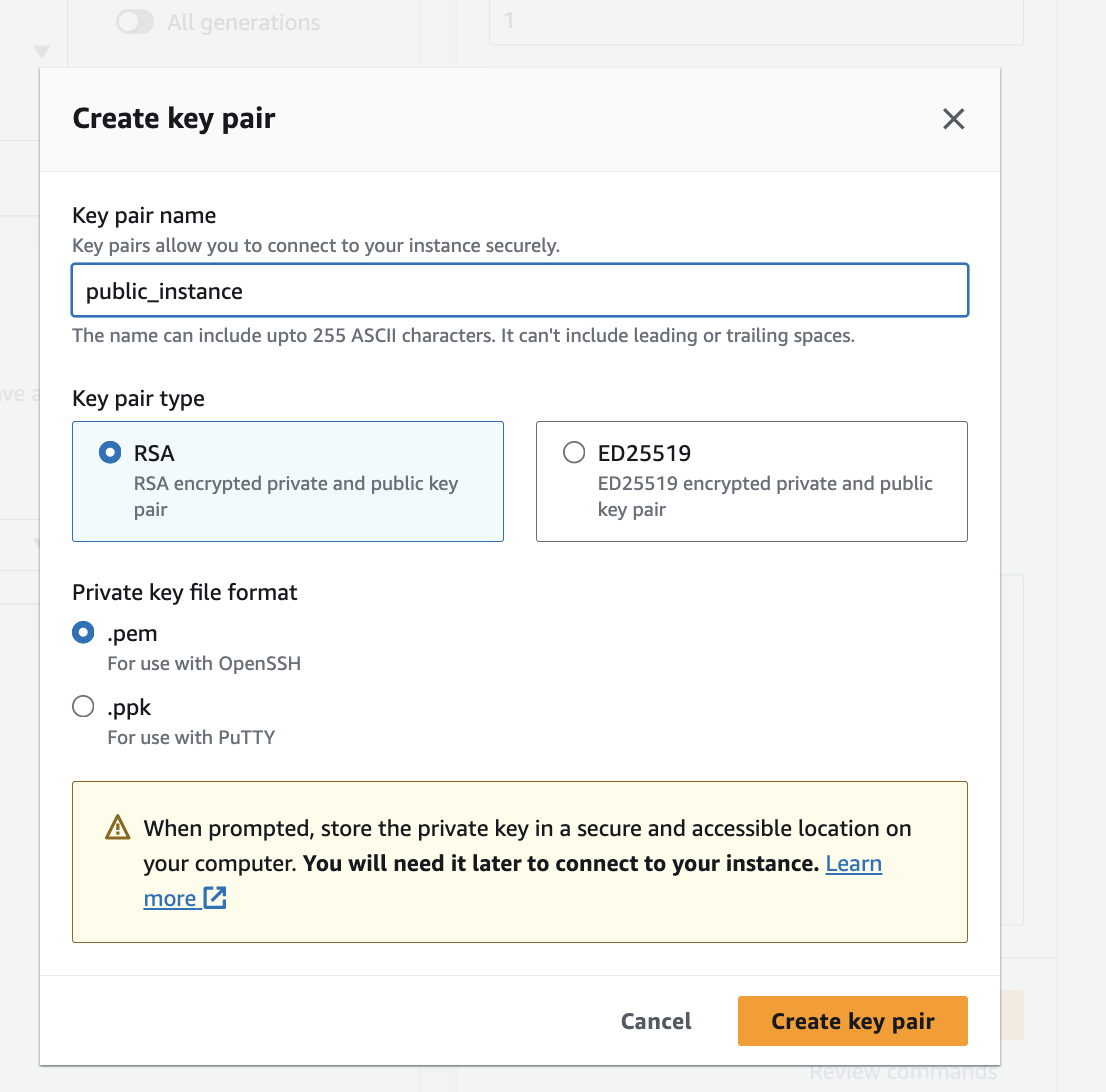 All generations
1
Create key pair
Key pair name
Key pairs allow you to connect to your instance securely.
public_instance
The name can include upto 255 ASCII characters. It can't include leading or trailing spaces.
Key pair type
RSA
RSA encrypted private and public key
pair
ED25519
ED25519 encrypted private and public
key pair
Private key file format
.pem
For use with OpenSSH
.ppk
For use with PuTTY
When prompted, store the private key in a secure and accessible location on
your computer. You will need it later to connect to your instance. Learn
more
Cancel
Create key pair
Review commands